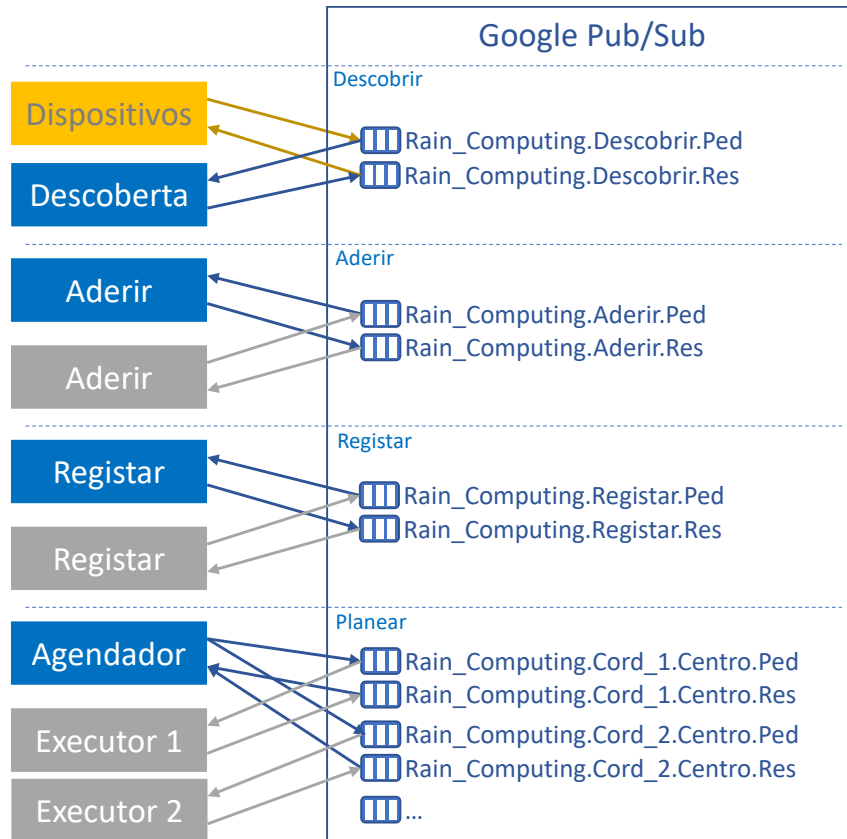 Google Pub/Sub
Descobrir
Dispositivos
Rain_Computing.Descobrir.Ped
Rain_Computing.Descobrir.Res
Descoberta
Aderir
Aderir
Rain_Computing.Aderir.Ped
Rain_Computing.Aderir.Res
Aderir
Registar
Registar
Rain_Computing.Registar.Ped
Rain_Computing.Registar.Res
Registar
Planear
Agendador
Rain_Computing.Cord_1.Centro.Ped
Rain_Computing.Cord_1.Centro.Res
Executor 1
Rain_Computing.Cord_2.Centro.Ped
Rain_Computing.Cord_2.Centro.Res
Executor 2
...